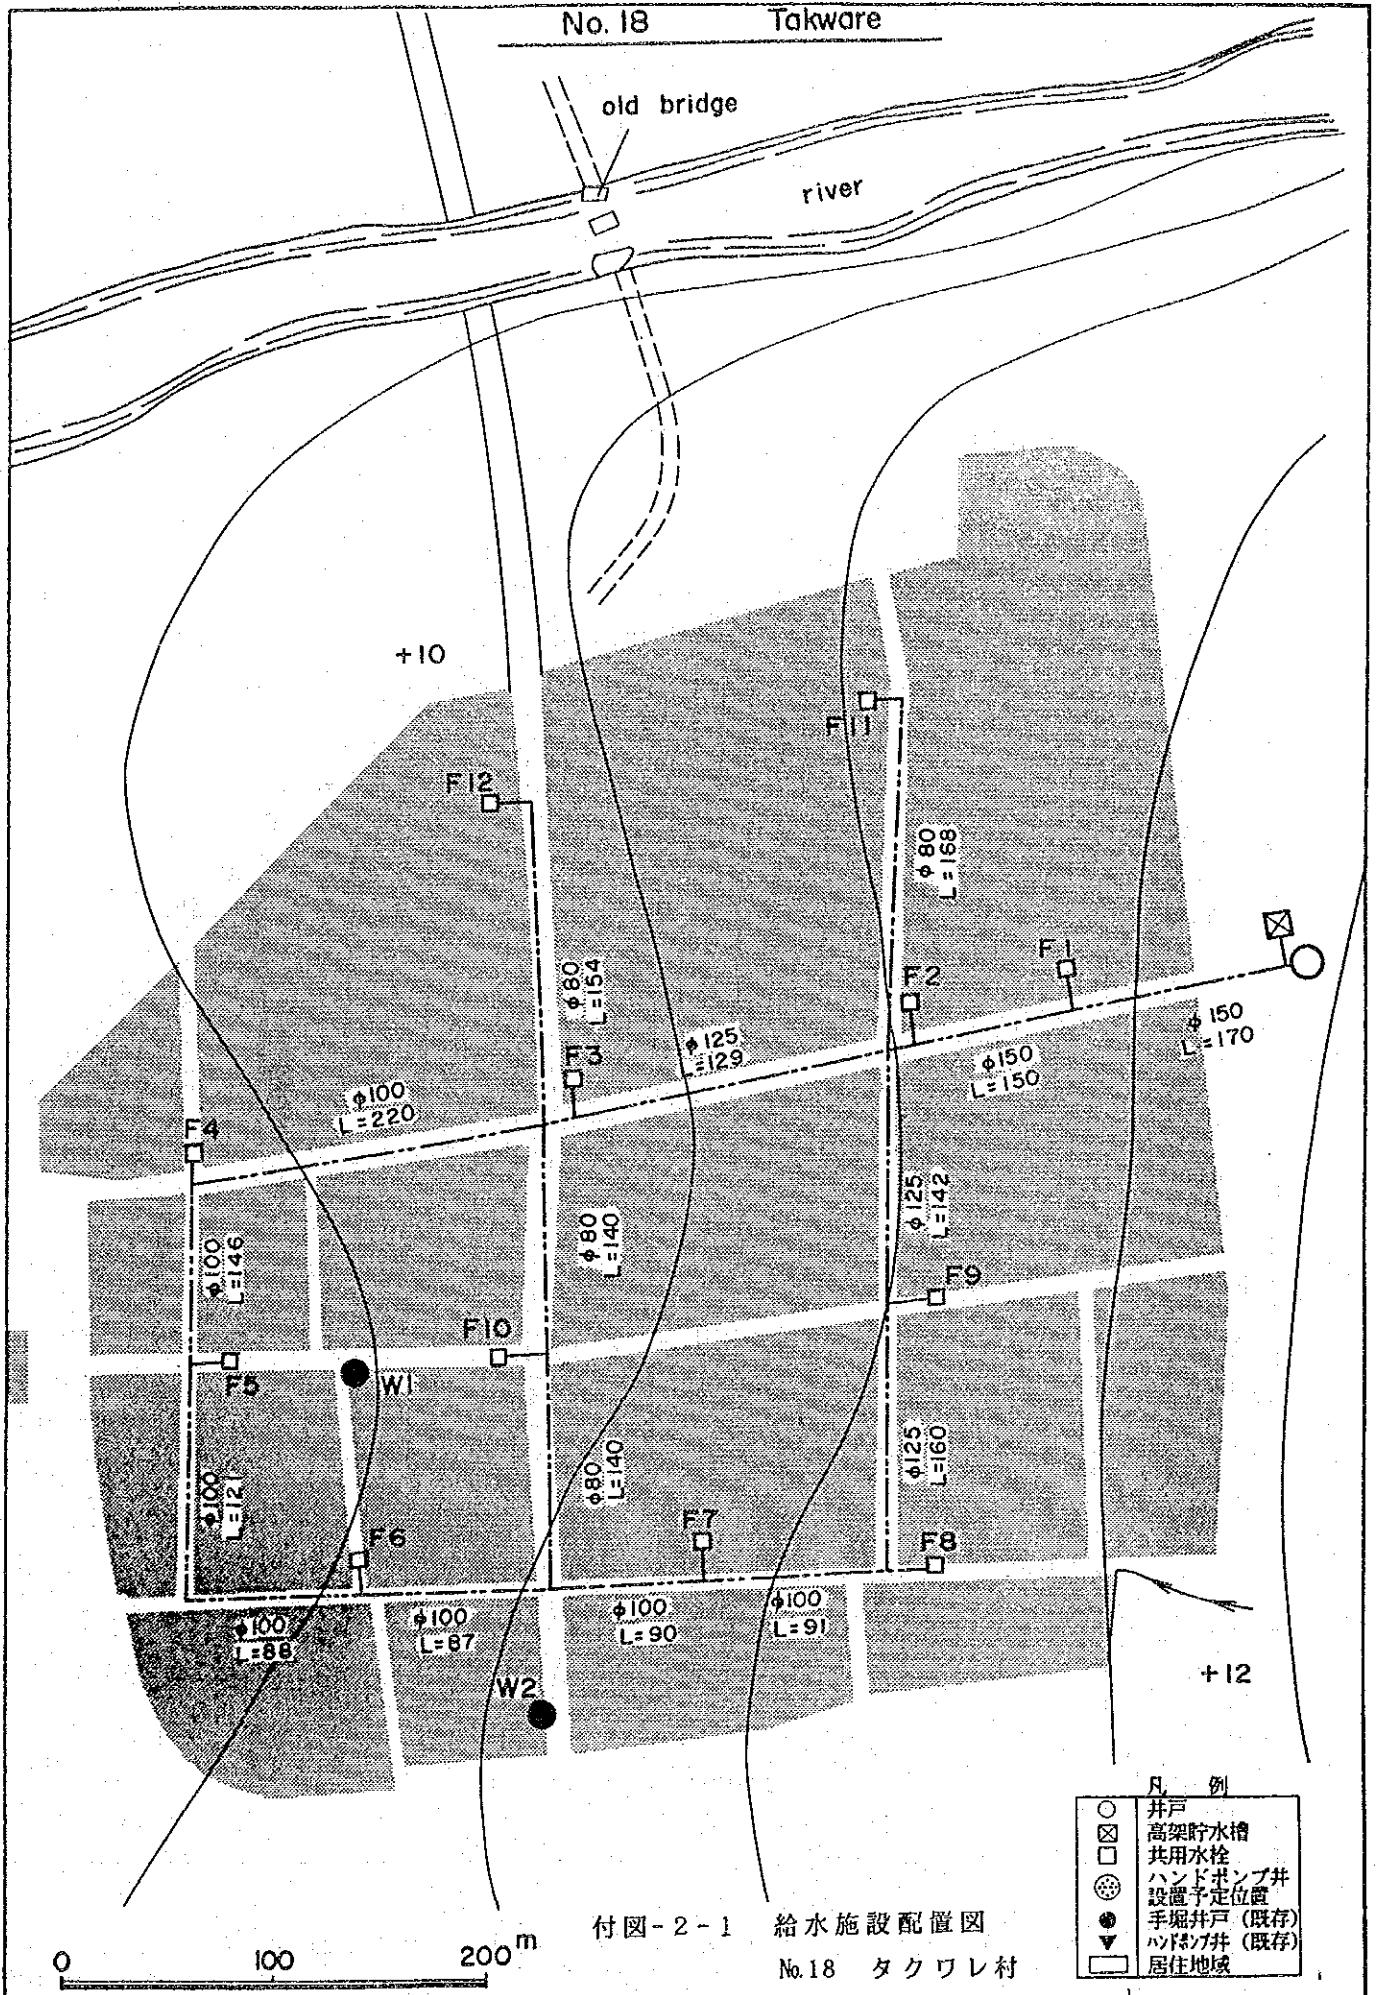 No. 18 Takware
old bridge
river
+10
F11
F12
φ80
L=168
F1
F2
φ80
L=154
φ150
L=170
φ125
L=129
F3
φ150
L=150
φ100
L=220
F4
φ125
L=142
φ80
L=140
φ100
L=146
F9
F10
F5
W1
φ125
L=160
φ80
L=140
φ100
L=121
F7
F6
F8
φ100
L=88
φ100
L=87
φ100
L=90
φ100
L=91
+12
W2
凡 例
井戸
高架貯水槽
共用水栓
ハンドポンプ井
設置予定位置
手堀井戸 (既存)
ハンドポンプ井 (既存)
居住地域
付図-2-1 給水施設配置図
№18 タクワレ村
0 100 200 m